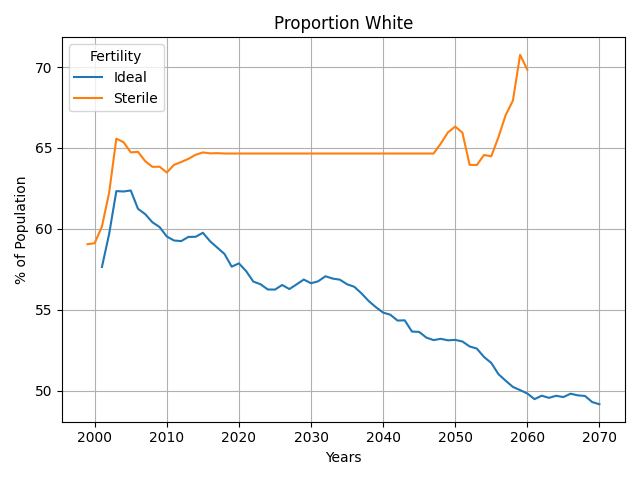 Proportion White
Fertility
Ideal
Sterile
% of Population
70
65
60
55
50
2000 2010 2020 2030 2040 2050 2060 2070
Years